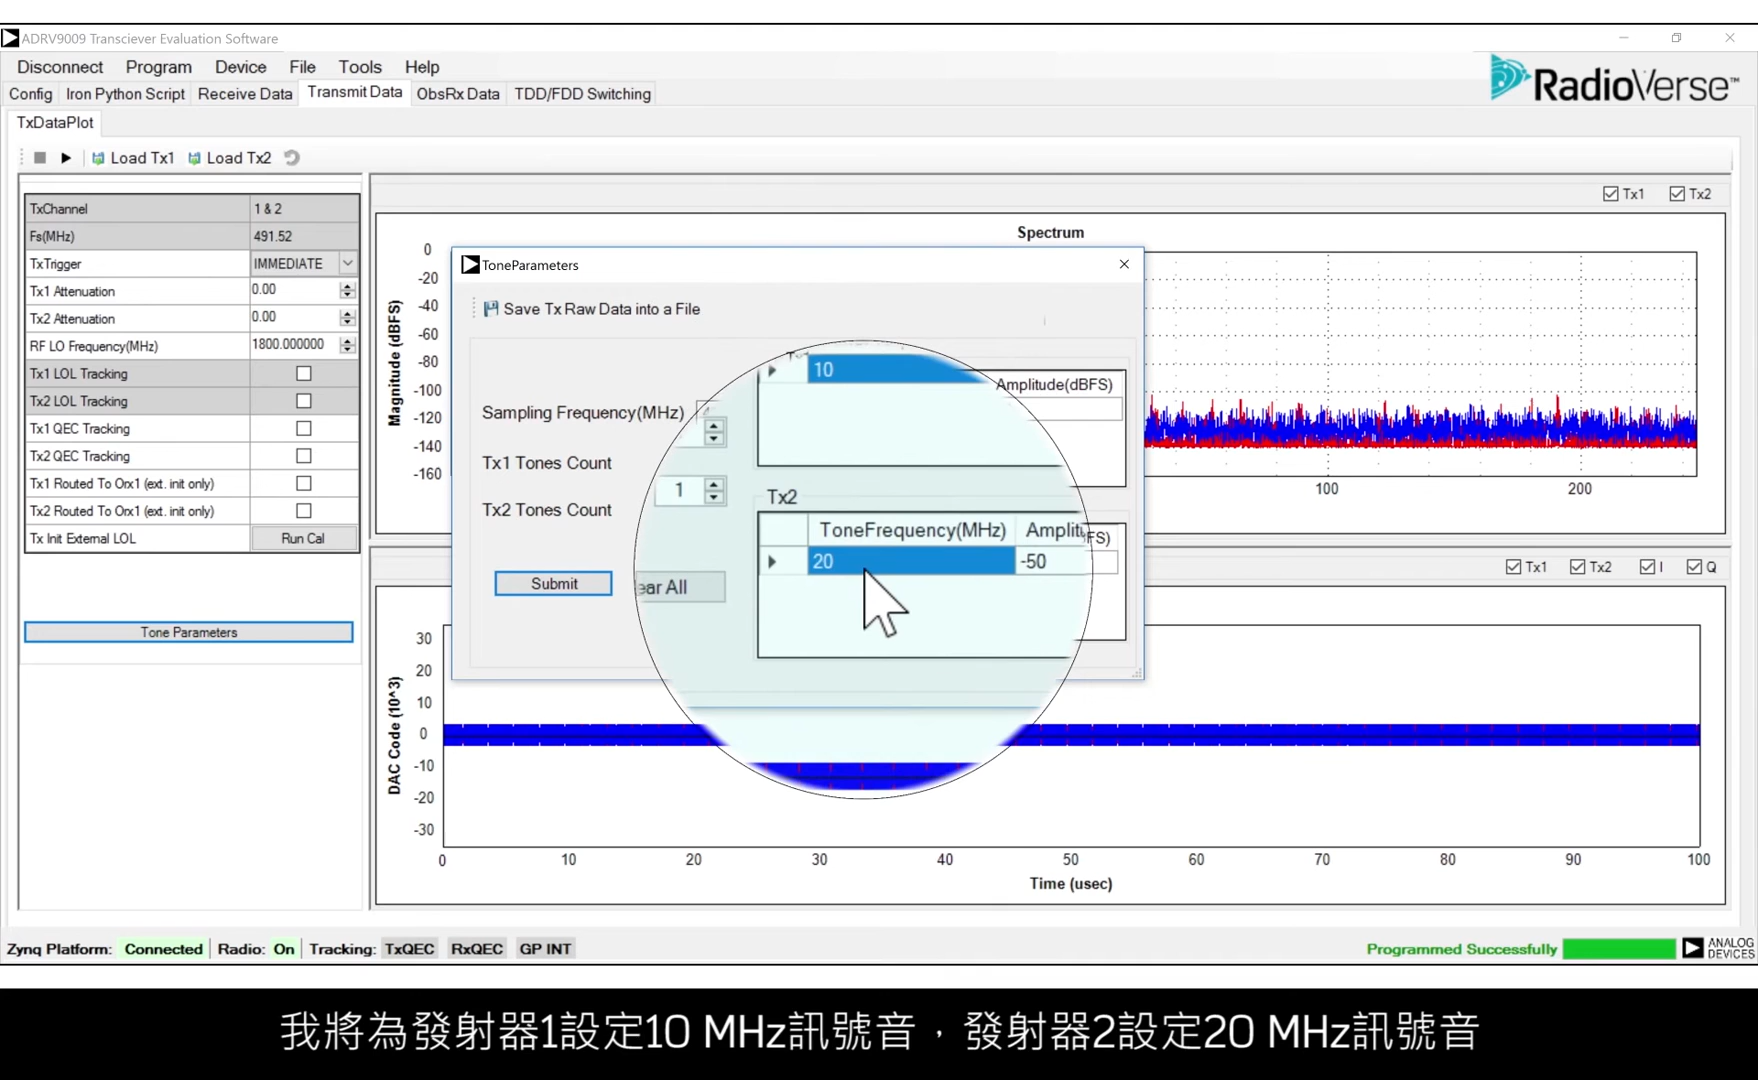 ADRV9009 Transciever Evaluation Software
Disconnect Program Device File Tools Help
RadioVerse™
Config Iron Python Script Receive Data Transmit Data ObsRx Data TDD/FDD Switching
TxDataPlot
Load Tx1 Load Tx2
TxChannel 1 & 2
Fs(MHz) 491.52
TxTrigger IMMEDIATE
Tx1 Attenuation 0.00
Tx2 Attenuation 0.00
RF LO Frequency(MHz) 1800.000000
Tx1 LOL Tracking
Tx2 LOL Tracking
Tx1 QEC Tracking
Tx2 QEC Tracking
Tx1 Routed To Orx1 (ext. init only)
Tx2 Routed To Orx1 (ext. init only)
Tx Init External LOL Run Cal
Tone Parameters
Tx1 Tx2
Spectrum
Magnitude (dBFS)
0
-20
-40
-60
-80
-100
-120
-140
-160
100 200
ToneParameters
Save Tx Raw Data into a File
Sampling Frequency(MHz)
Tx1 Tones Count
Tx2 Tones Count 1
Submit
ear All
10
Amplitude(dBFS)
Tx2
ToneFrequency(MHz) Amplit FS)
20 -50
Tx1 Tx2 I Q
DAC Code (10^3)
30
20
10
0
-10
-20
-30
0 10 20 30 40 50 60 70 80 90 100
Time (usec)
Zynq Platform: Connected Radio: On Tracking: TxQEC RxQEC GP INT
Programmed Successfully
ANALOG
DEVICES
我將為發射器1設定10 MHz訊號音，發射器2設定20 MHz訊號音